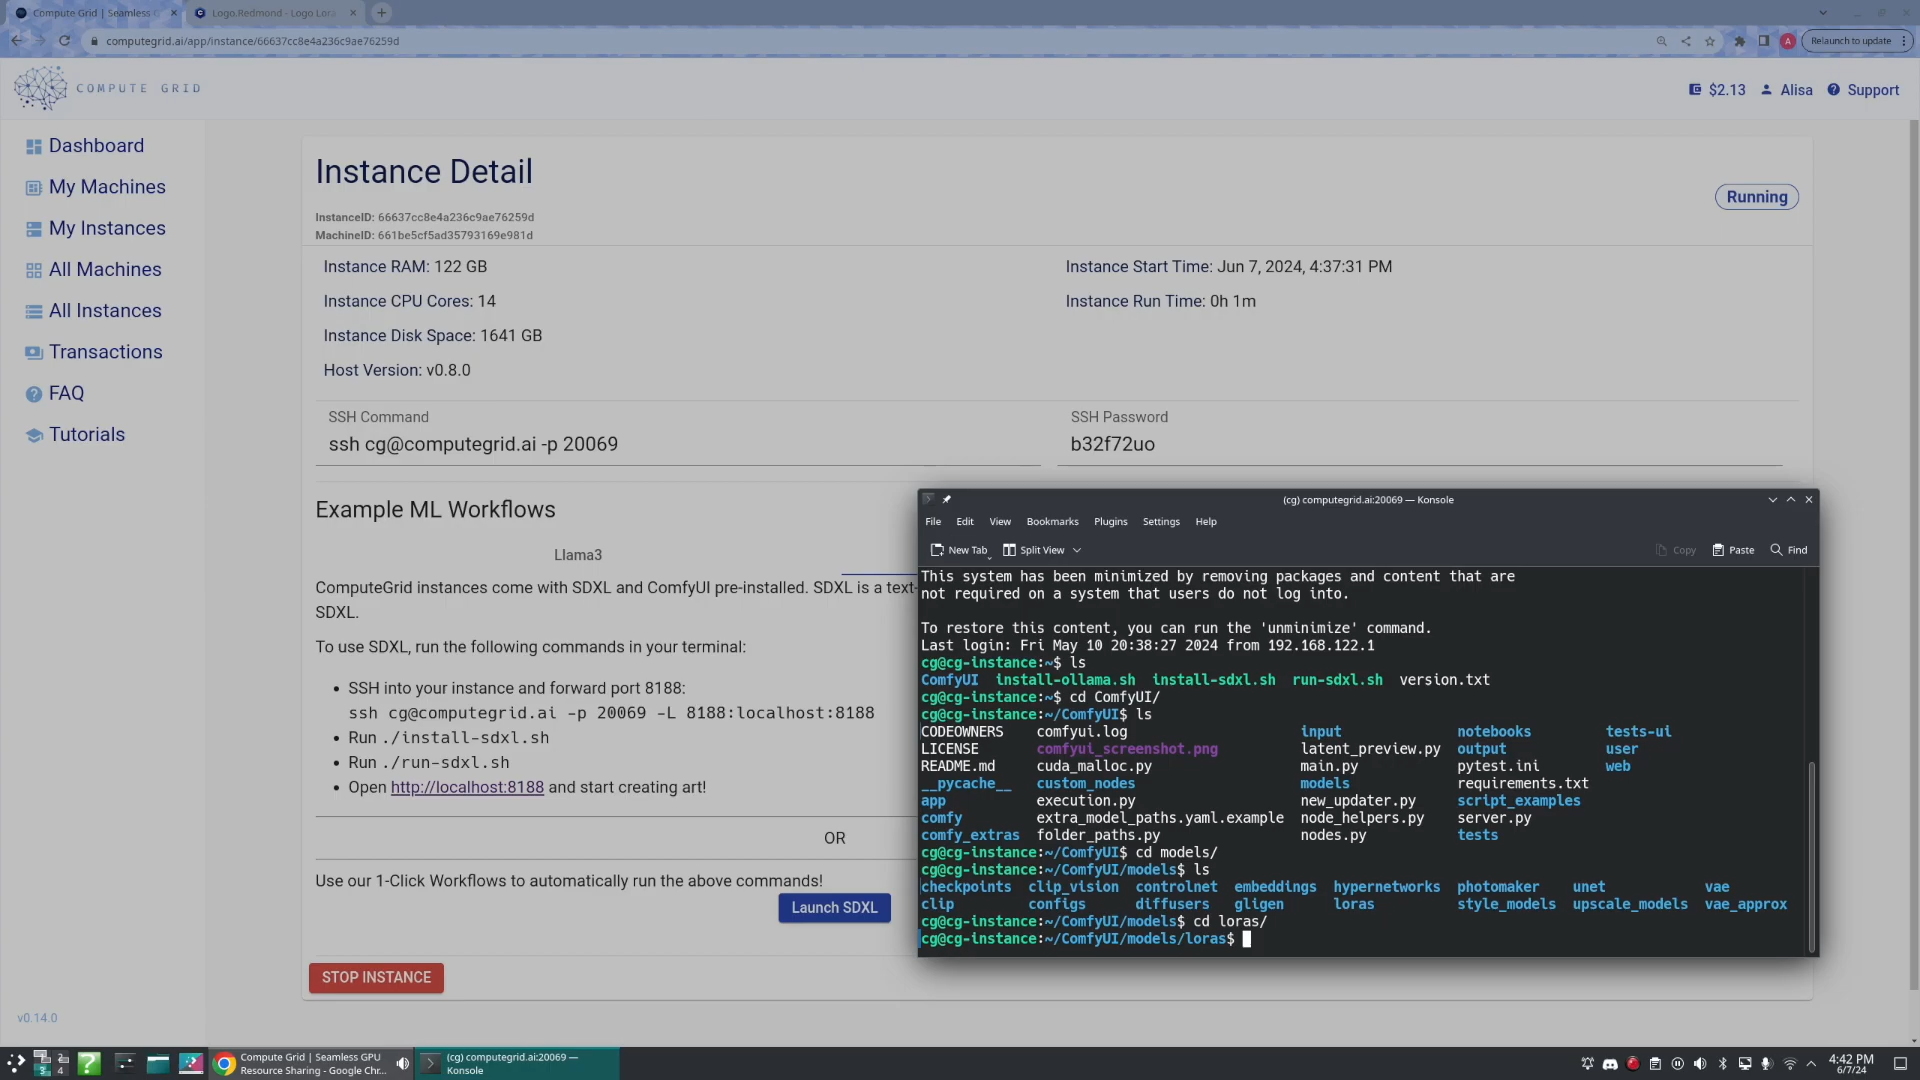 Compute Grid | Seamless G
Logo.Redmond - Logo Lora
computegrid.ai/app/instance/66637cc8e4a236c9ae76259d
A
Relaunch to update
COMPUTE GRID
$2.13
Alisa
Support
Dashboard
My Machines
My Instances
All Machines
All Instances
Transactions
FAQ
Tutorials
v0.14.0
Instance Detail
Running
InstanceID: 66637cc8e4a236c9ae76259d
MachineID: 661be5cf5ad35793169e981d
Instance RAM: 122 GB
Instance Start Time: Jun 7, 2024, 4:37:31 PM
Instance CPU Cores: 14
Instance Run Time: 0h 1m
Instance Disk Space: 1641 GB
Host Version: v0.8.0
SSH Command
SSH Password
ssh cg@computegrid.ai -p 20069
b32f72uo
Example ML Workflows
Llama3
ComputeGrid instances come with SDXL and ComfyUI pre-installed. SDXL is a text-
SDXL.
To use SDXL, run the following commands in your terminal:
• SSH into your instance and forward port 8188:
ssh cg@computegrid.ai -p 20069 -L 8188:localhost:8188
• Run ./install-sdxl.sh
• Run ./run-sdxl.sh
• Open http://localhost:8188 and start creating art!
OR
Use our 1-Click Workflows to automatically run the above commands!
Launch SDXL
STOP INSTANCE
(cg) computegrid.ai:20069 — Konsole
File Edit View Bookmarks Plugins Settings Help
New Tab Split View Copy Paste Find
This system has been minimized by removing packages and content that are
not required on a system that users do not log into.
To restore this content, you can run the 'unminimize' command.
Last login: Fri May 10 20:38:27 2024 from 192.168.122.1
cg@cg-instance:~$ ls
ComfyUI install-ollama.sh install-sdxl.sh run-sdxl.sh version.txt
cg@cg-instance:~$ cd ComfyUI/
cg@cg-instance:~/ComfyUI$ ls
CODEOWNERS comfyui.log input notebooks tests-ui
LICENSE comfyui_screenshot.png latent_preview.py output user
README.md cuda_malloc.py main.py pytest.ini web
__pycache__ custom_nodes models requirements.txt
app execution.py new_updater.py script_examples
comfy extra_model_paths.yaml.example node_helpers.py server.py
comfy_extras folder_paths.py nodes.py tests
cg@cg-instance:~/ComfyUI$ cd models/
cg@cg-instance:~/ComfyUI/models$ ls
checkpoints clip_vision controlnet embeddings hypernetworks photomaker unet vae
clip configs diffusers gligen loras style_models upscale_models vae_approx
cg@cg-instance:~/ComfyUI/models$ cd loras/
cg@cg-instance:~/ComfyUI/models/loras$
2
3 4
Compute Grid | Seamless GPU
Resource Sharing - Google Chr...
(cg) computegrid.ai:20069 —
Konsole
4:42 PM
6/7/24